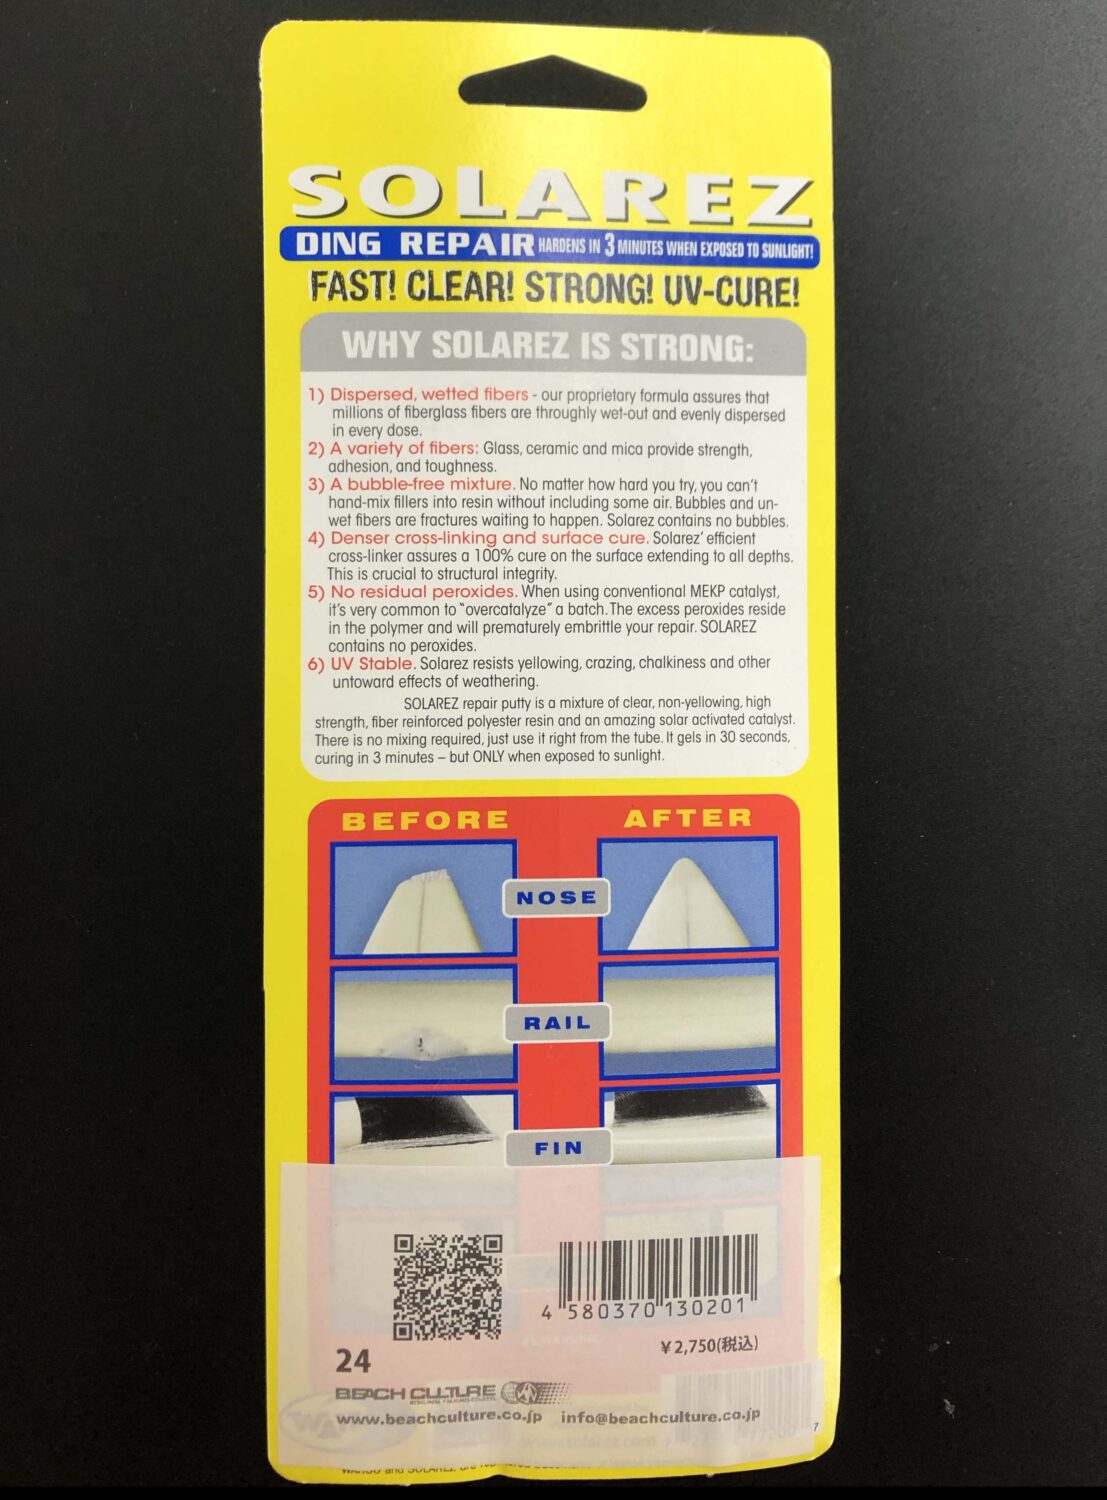 SOLAREZ
DING REPAIR HARDENS IN 3 MINUTES WHEN EXPOSED TO SUNLIGHT!
FAST! CLEAR! STRONG! UV-CURE!
WHY SOLAREZ IS STRONG:
1) Dispersed, wetted fibers - our proprietary formula assures that
millions of fiberglass fibers are throughly wet-out and evenly dispersed
in every dose.
2) A variety of fibers: Glass, ceramic and mica provide strength,
adhesion, and toughness.
3) A bubble-free mixture. No matter how hard you try, you can't
hand-mix fillers into resin without including some air. Bubbles and un-
wet fibers are fractures waiting to happen. Solarez contains no bubbles.
4) Denser cross-linking and surface cure. Solarez' efficient
cross-linker assures a 100% cure on the surface extending to all depths.
This is crucial to structural integrity.
5) No residual peroxides. When using conventional MEKP catalyst,
it's very common to "overcatalyze" a batch. The excess peroxides reside
in the polymer and will prematurely embrittle your repair. SOLAREZ
contains no peroxides.
6) UV Stable. Solarez resists yellowing, crazing, chalkiness and other
untoward effects of weathering.
SOLAREZ repair putty is a mixture of clear, non-yellowing, high
strength, fiber reinforced polyester resin and an amazing solar activated catalyst.
There is no mixing required, just use it right from the tube. It gels in 30 seconds,
curing in 3 minutes – but ONLY when exposed to sunlight.
BEFORE AFTER
NOSE
RAIL
FIN
4 580370 130201
¥2,750(税込)
24
BEACH CULTURE
www.beachculture.co.jp info@beachculture.co.jp
www.solarez.com
7